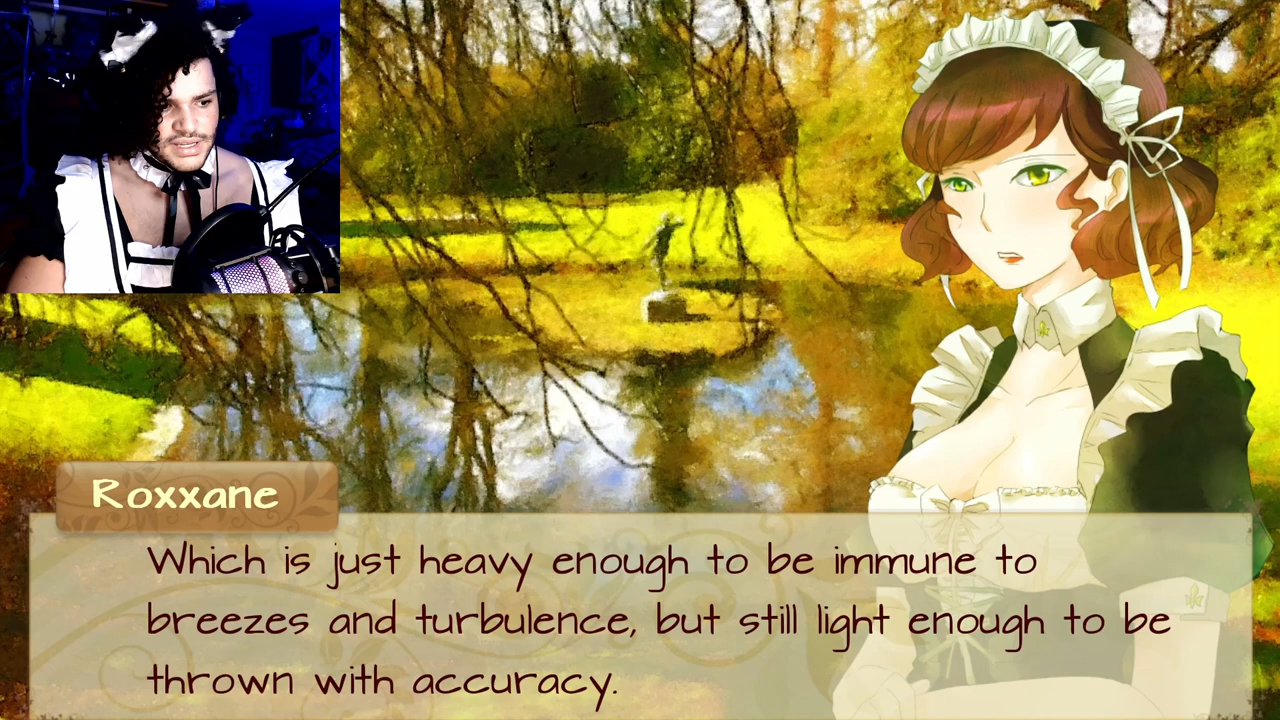 Roxxane
Which is just heavy enough to be immune to
breezes and turbulence, but still light enough to be
thrown with accuracy.